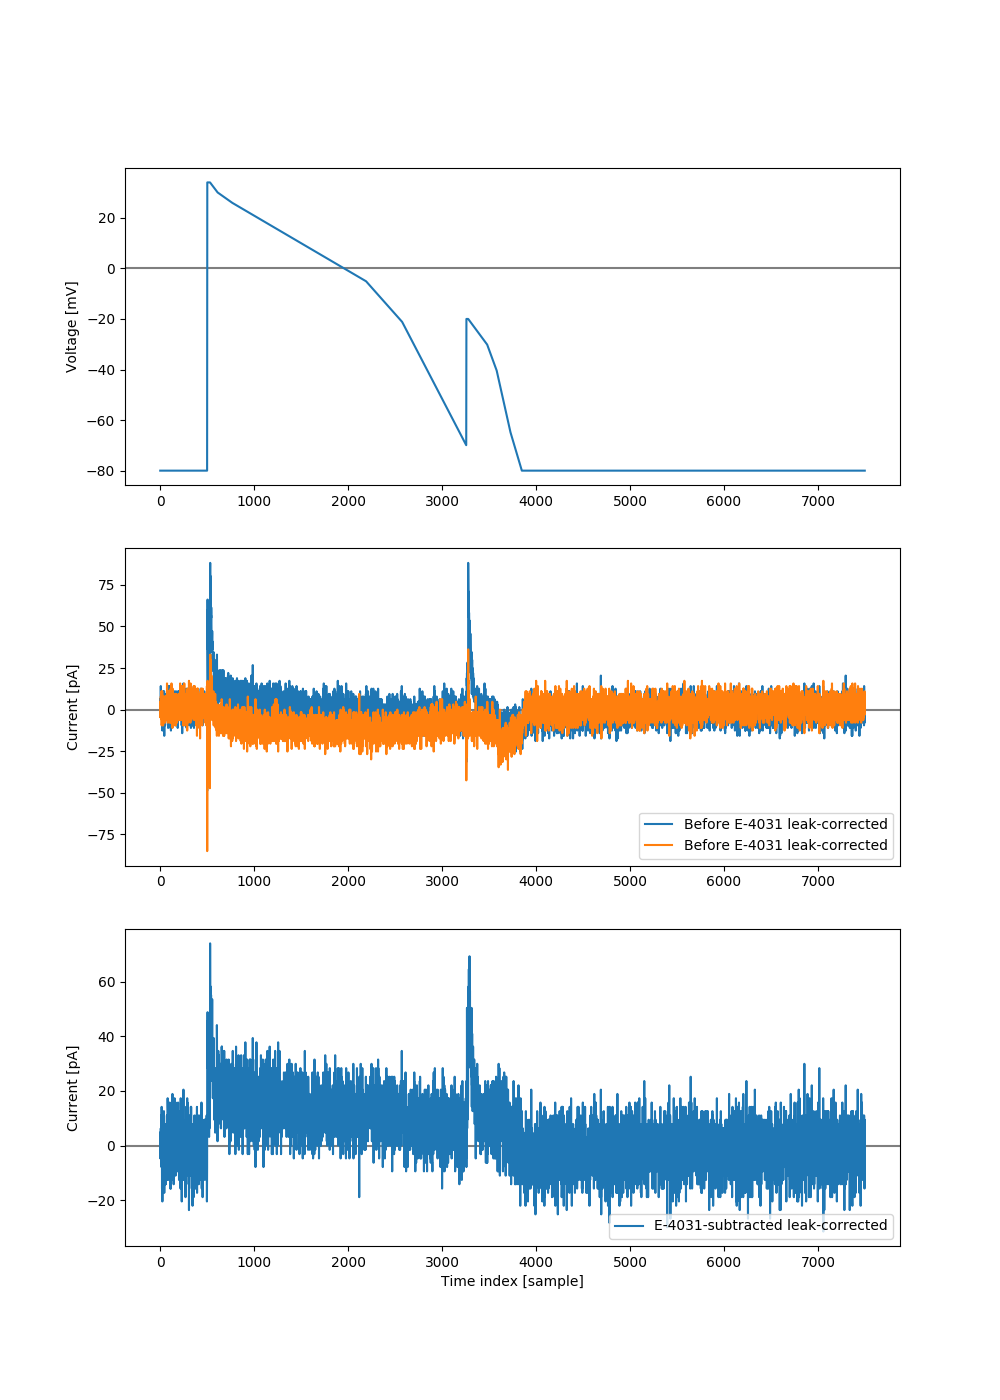 20
0
−20
−40
−60
−80
Voltage [mV]
0 1000 2000 3000 4000 5000 6000 7000
75
50
25
0
−25
−50
−75
Current [pA]
Before E-4031 leak-corrected
Before E-4031 leak-corrected
0 1000 2000 3000 4000 5000 6000 7000
60
40
20
0
−20
Current [pA]
E-4031-subtracted leak-corrected
0 1000 2000 3000 4000 5000 6000 7000
Time index [sample]